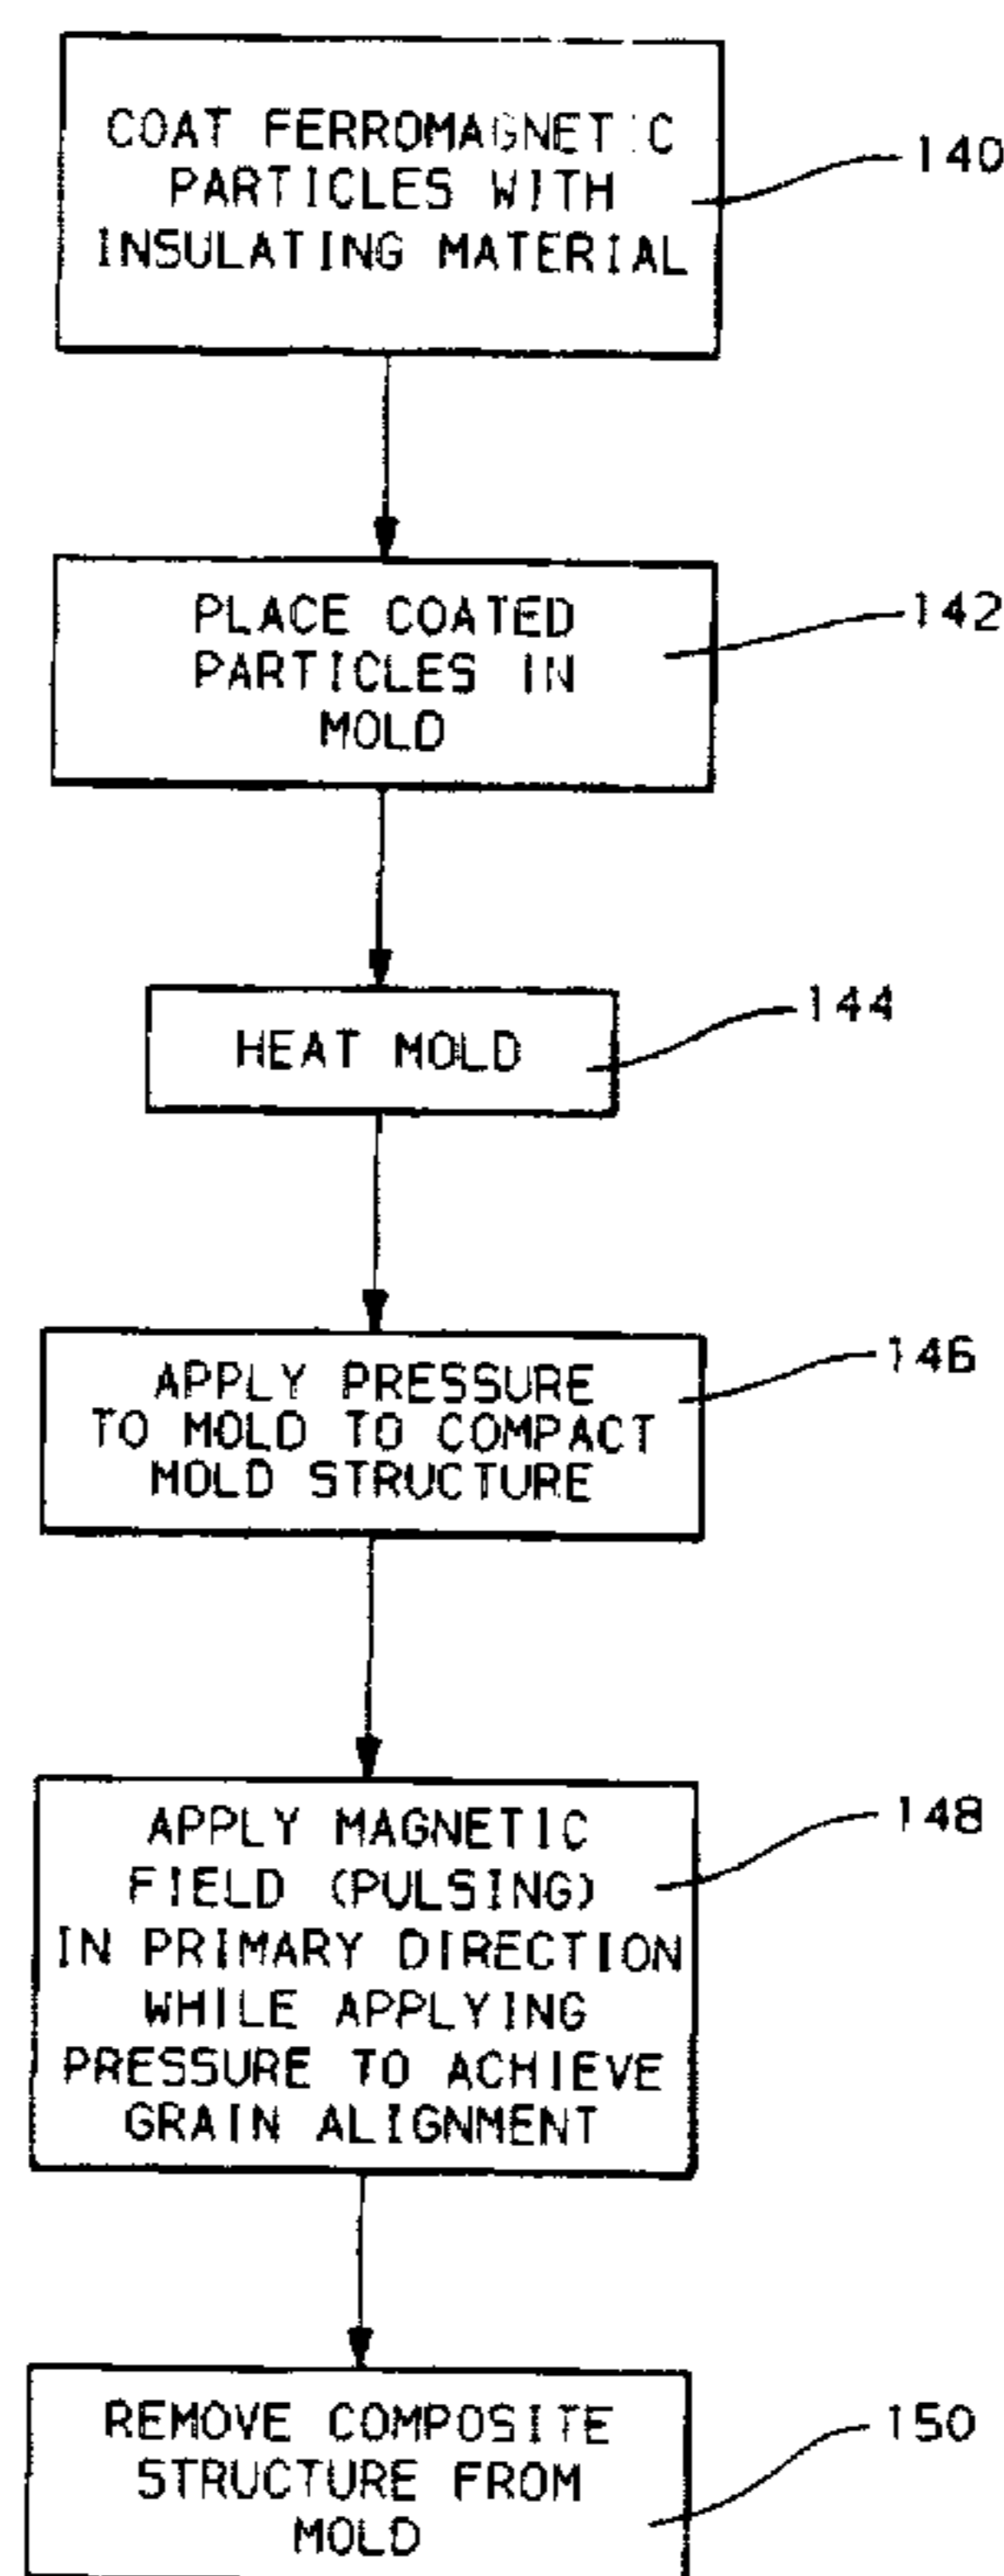 COAT FERROMAGNETIC
PARTICLES WITH
INSULATING MATERIAL
140
PLACE COATED
PARTICLES IN
MOLD
142
HEAT MOLD
144
APPLY PRESSURE
TO MOLD TO COMPACT
MOLD STRUCTURE
146
APPLY MAGNETIC
FIELD (PULSING)
IN PRIMARY DIRECTION
WHILE APPLYING
PRESSURE TO ACHIEVE
GRAIN ALIGNMENT
148
REMOVE COMPOSITE
STRUCTURE FROM
MOLD
150